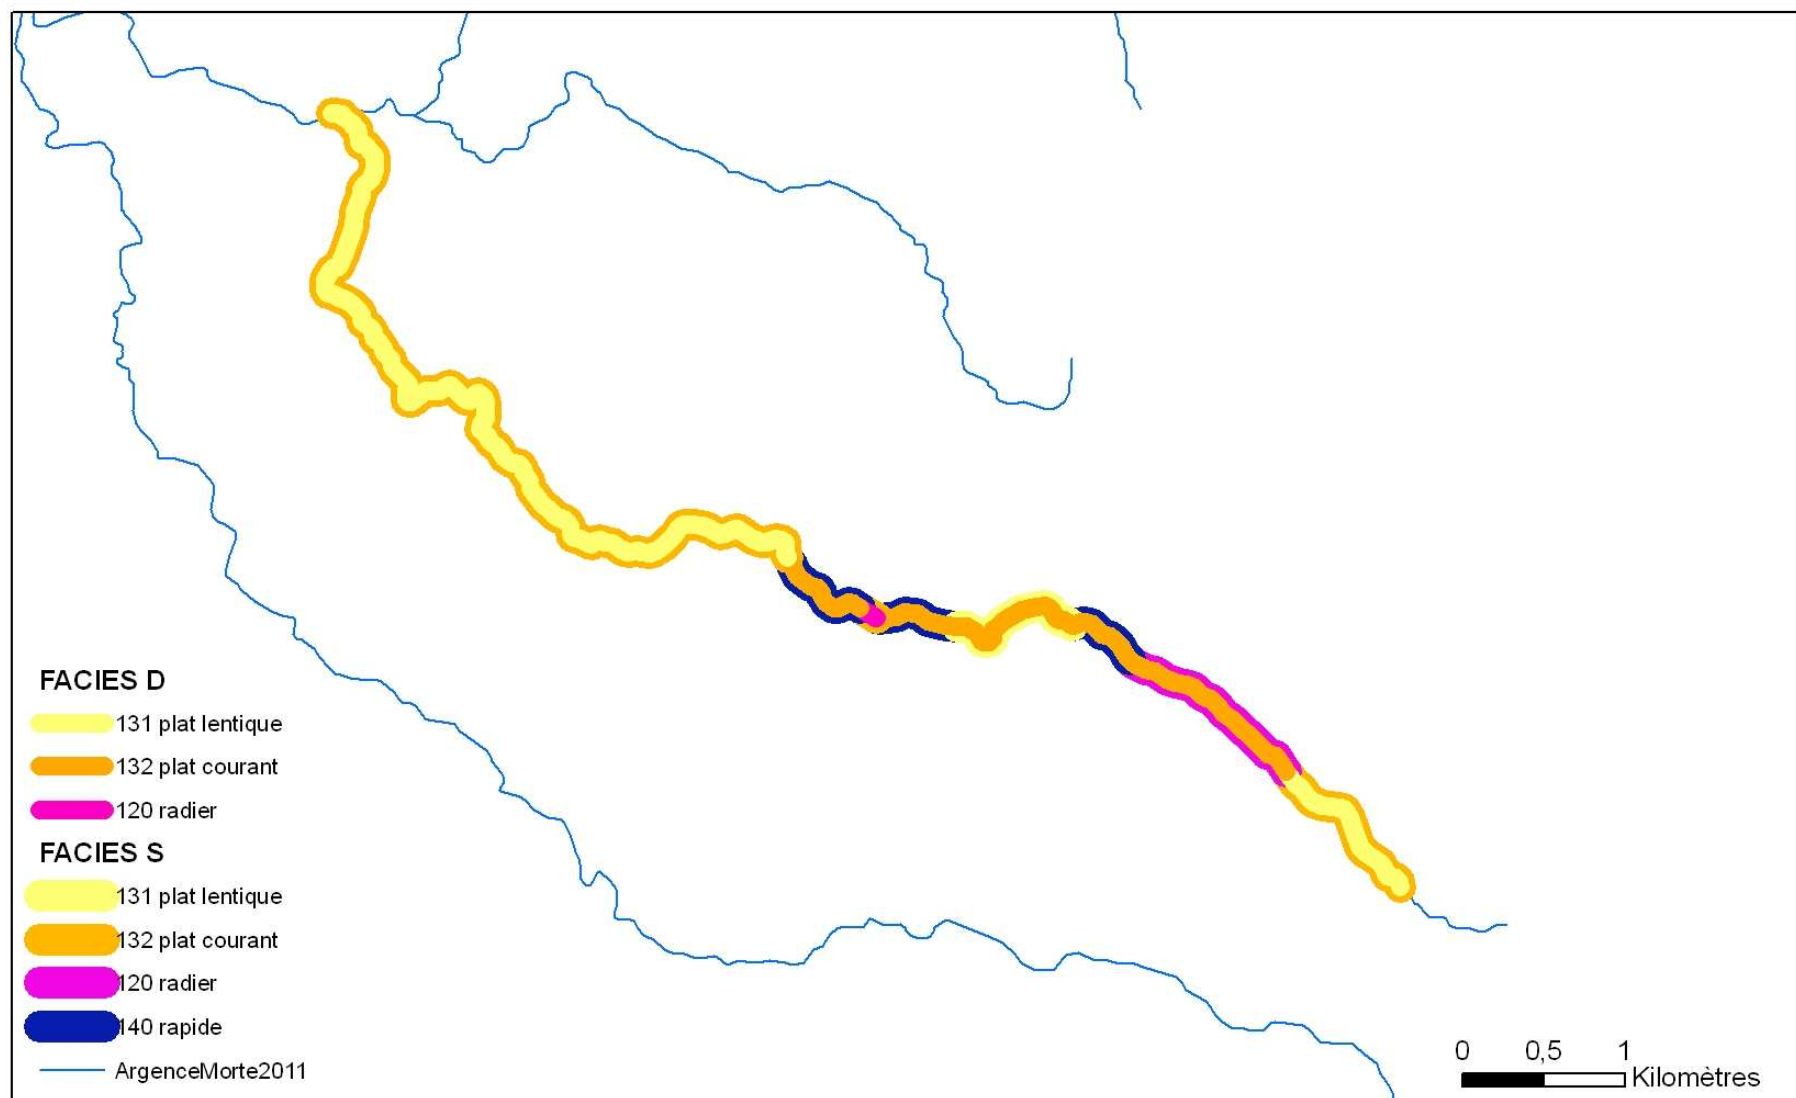 FACIES D
131 plat lentique
132 plat courant
120 radier
FACIES S
131 plat lentique
132 plat courant
120 radier
140 rapide
ArgenceMorte2011
0 0,5 1
Kilomètres